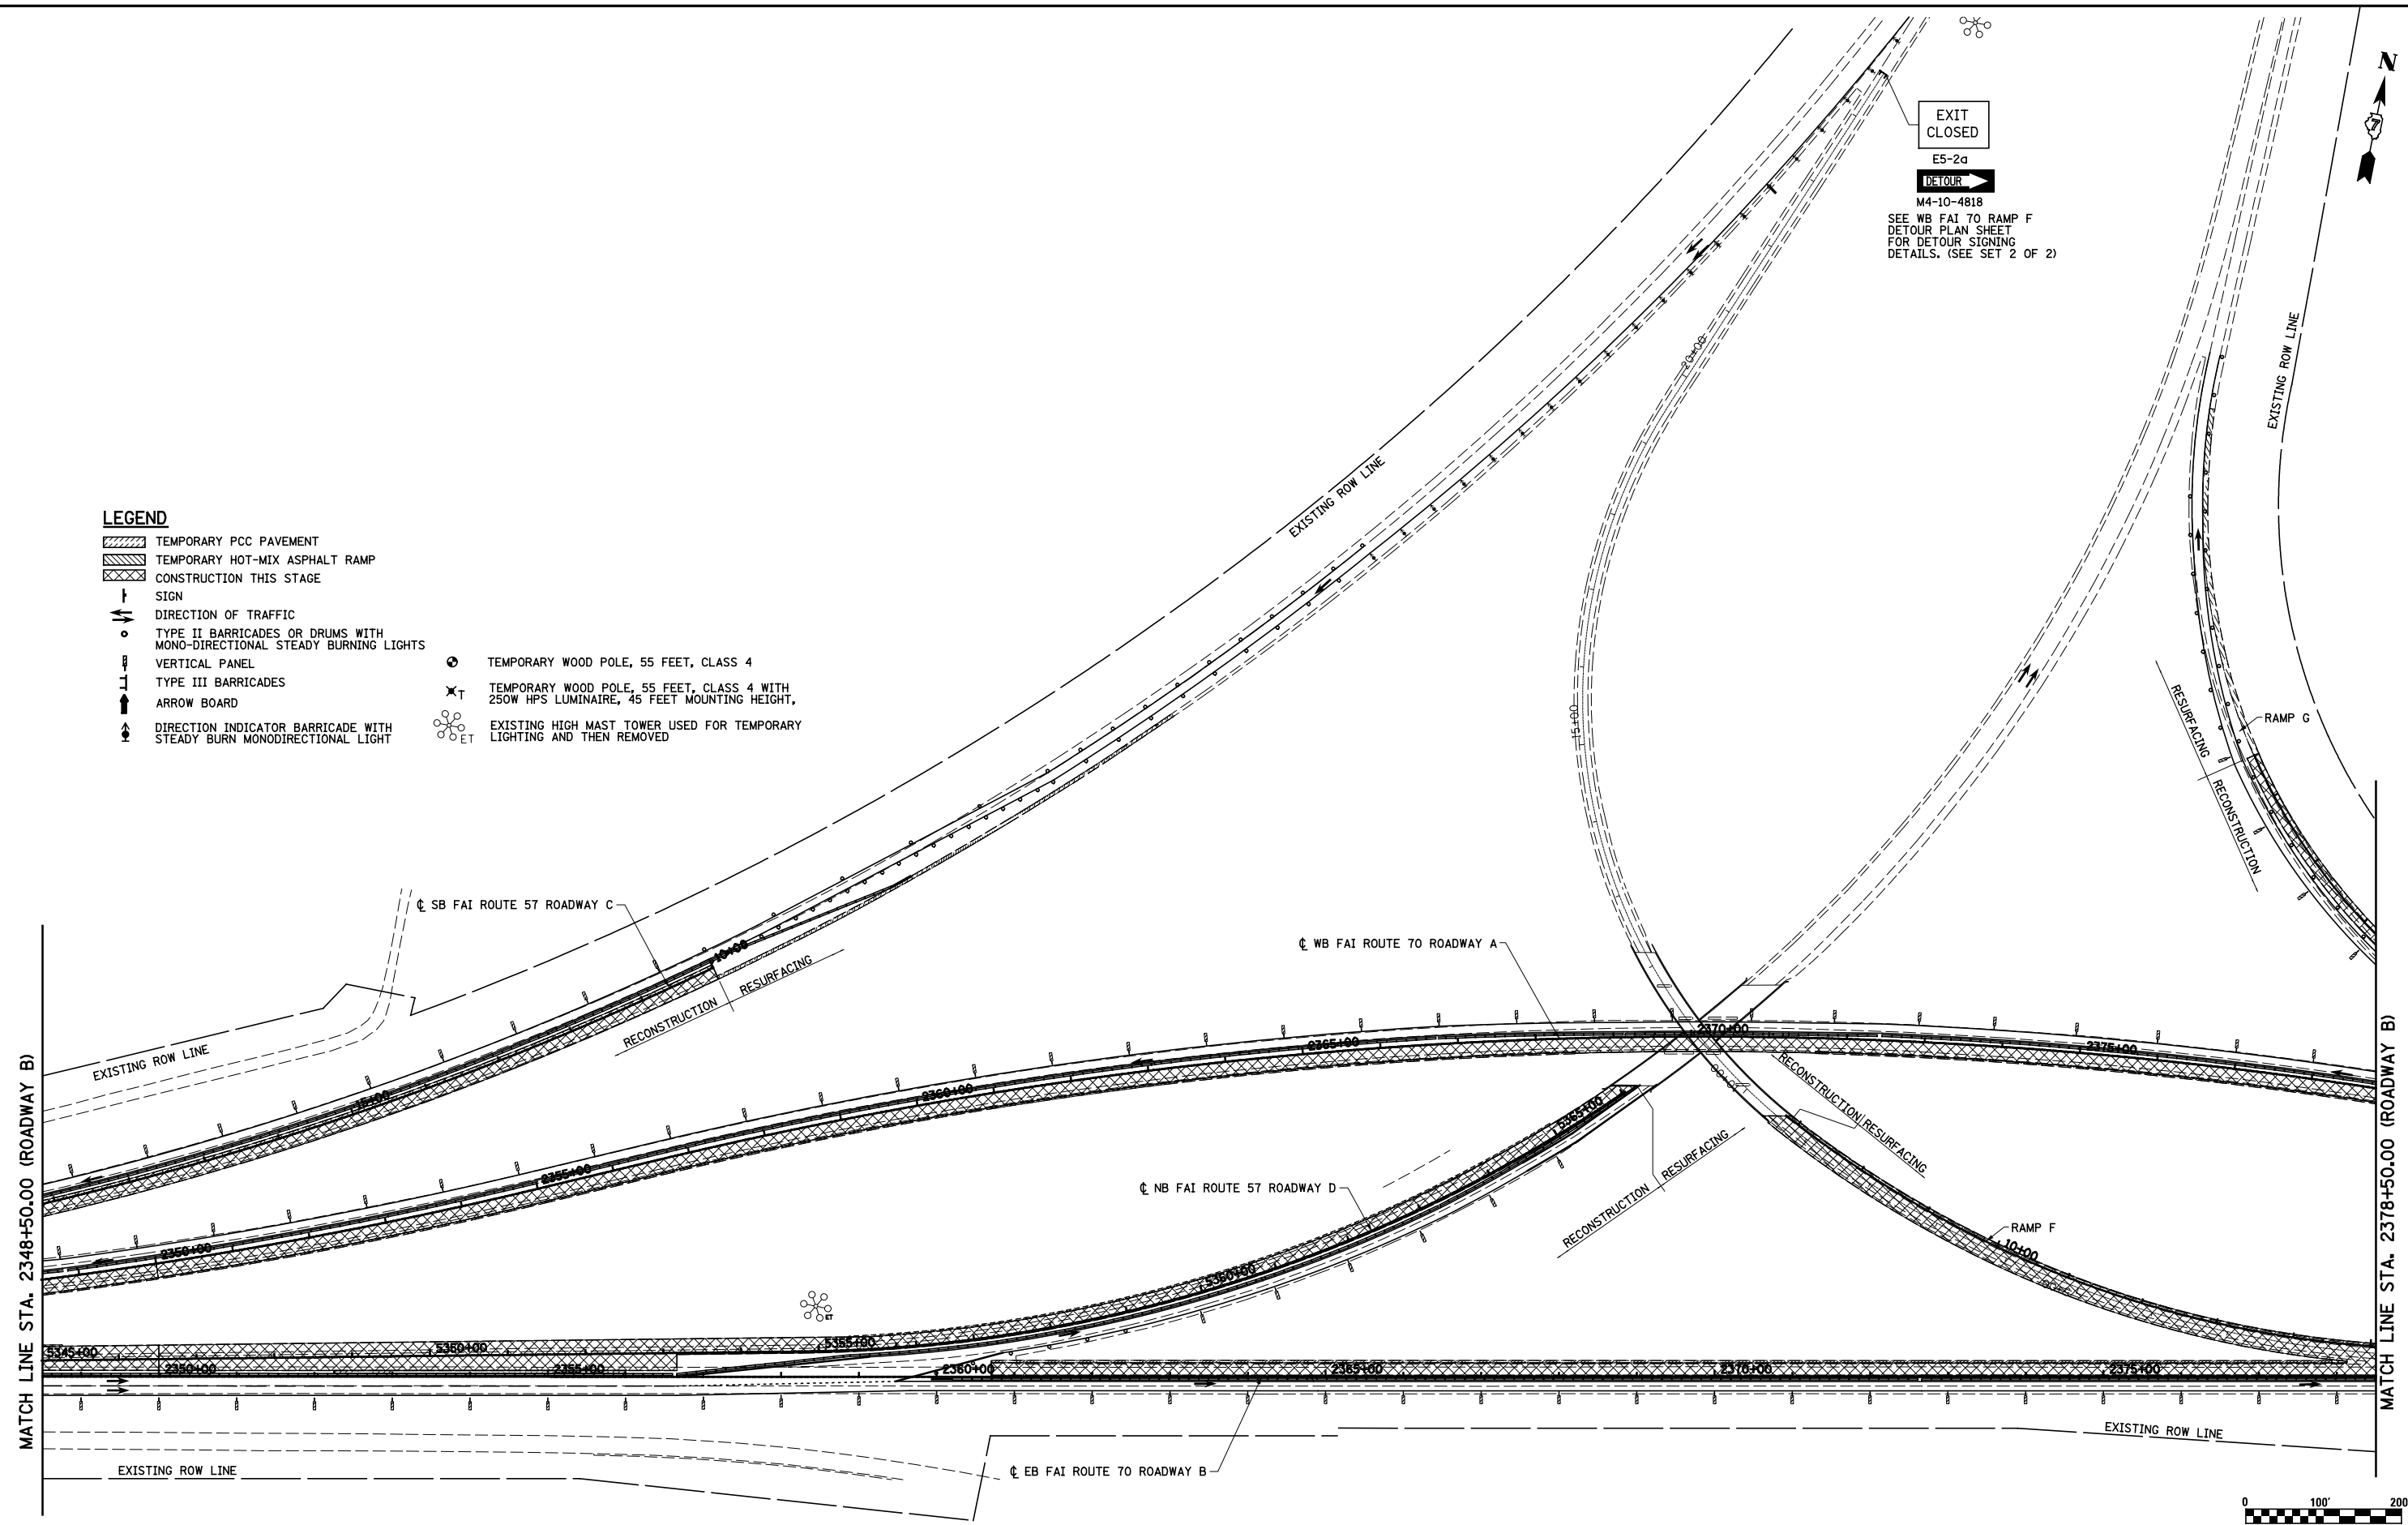 N
7
EXIT
CLOSED
E5-2a
DETOUR
M4-10-4818
SEE WB FAI 70 RAMP F
DETOUR PLAN SHEET
FOR DETOUR SIGNING
DETAILS. (SEE SET 2 OF 2)
20+00
EXISTING ROW LINE
EXISTING ROW LINE
LEGEND
TEMPORARY PCC PAVEMENT
TEMPORARY HOT-MIX ASPHALT RAMP
CONSTRUCTION THIS STAGE
SIGN
DIRECTION OF TRAFFIC
TYPE II BARRICADES OR DRUMS WITH
MONO-DIRECTIONAL STEADY BURNING LIGHTS
VERTICAL PANEL
TYPE III BARRICADES
ARROW BOARD
DIRECTION INDICATOR BARRICADE WITH
STEADY BURN MONODIRECTIONAL LIGHT
TEMPORARY WOOD POLE, 55 FEET, CLASS 4
T
TEMPORARY WOOD POLE, 55 FEET, CLASS 4 WITH
250W HPS LUMINAIRE, 45 FEET MOUNTING HEIGHT,
ET
EXISTING HIGH MAST TOWER USED FOR TEMPORARY
LIGHTING AND THEN REMOVED
15+00
RESURFACING
RAMP G
RECONSTRUCTION
℄ SB FAI ROUTE 57 ROADWAY C
10+00
RECONSTRUCTION
RESURFACING
℄ WB FAI ROUTE 70 ROADWAY A
EXISTING ROW LINE
15+00
2350+00
2355+00
2360+00
2365+00
2370+00
2375+00
RECONSTRUCTION
RESURFACING
5365+00
RECONSTRUCTION
RESURFACING
℄ NB FAI ROUTE 57 ROADWAY D
RAMP F
10+00
5360+00
ET
5345+00
5350+00
5355+00
2350+00
2355+00
2360+00
2365+00
2370+00
2375+00
EXISTING ROW LINE
EXISTING ROW LINE
℄ EB FAI ROUTE 70 ROADWAY B
MATCH LINE STA. 2348+50.00 (ROADWAY B)
MATCH LINE STA. 2378+50.00 (ROADWAY B)
0 100' 200